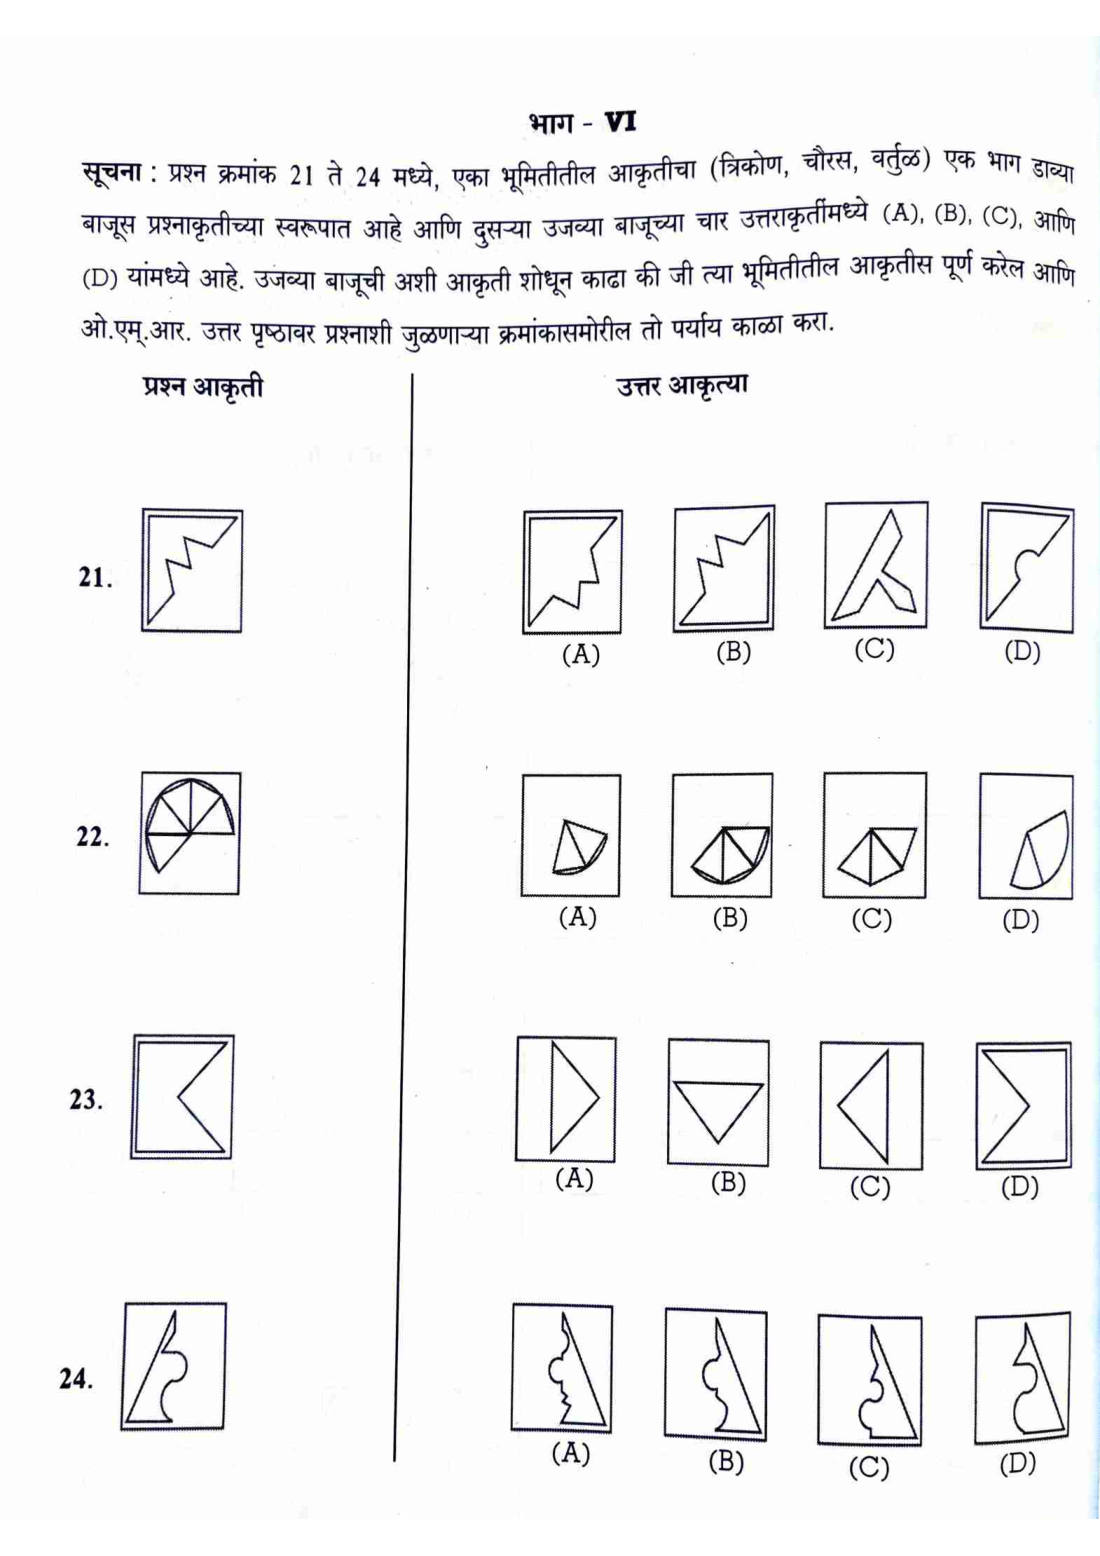 भाग - VI
सूचना : प्रश्न क्रमांक 21 ते 24 मध्ये, एका भूमितीतील आकृतीचा (त्रिकोण, चौरस, वर्तुळ) एक भाग डाव्या
बाजूस प्रश्नाकृतीच्या स्वरूपात आहे आणि दुसऱ्या उजव्या बाजूच्या चार उत्तराकृतींमध्ये (A), (B), (C), आणि
(D) यांमध्ये आहे. उजव्या बाजूची अशी आकृती शोधून काढा की जी त्या भूमितीतील आकृतीस पूर्ण करेल आणि
ओ.एम्.आर. उत्तर पृष्ठावर प्रश्नाशी जुळणाऱ्या क्रमांकासमोरील तो पर्याय काळा करा.
प्रश्न आकृती
उत्तर आकृत्या
21.
(A) (B) (C) (D)
22.
(A) (B) (C) (D)
23.
(A) (B) (C) (D)
24.
(A) (B) (C) (D)